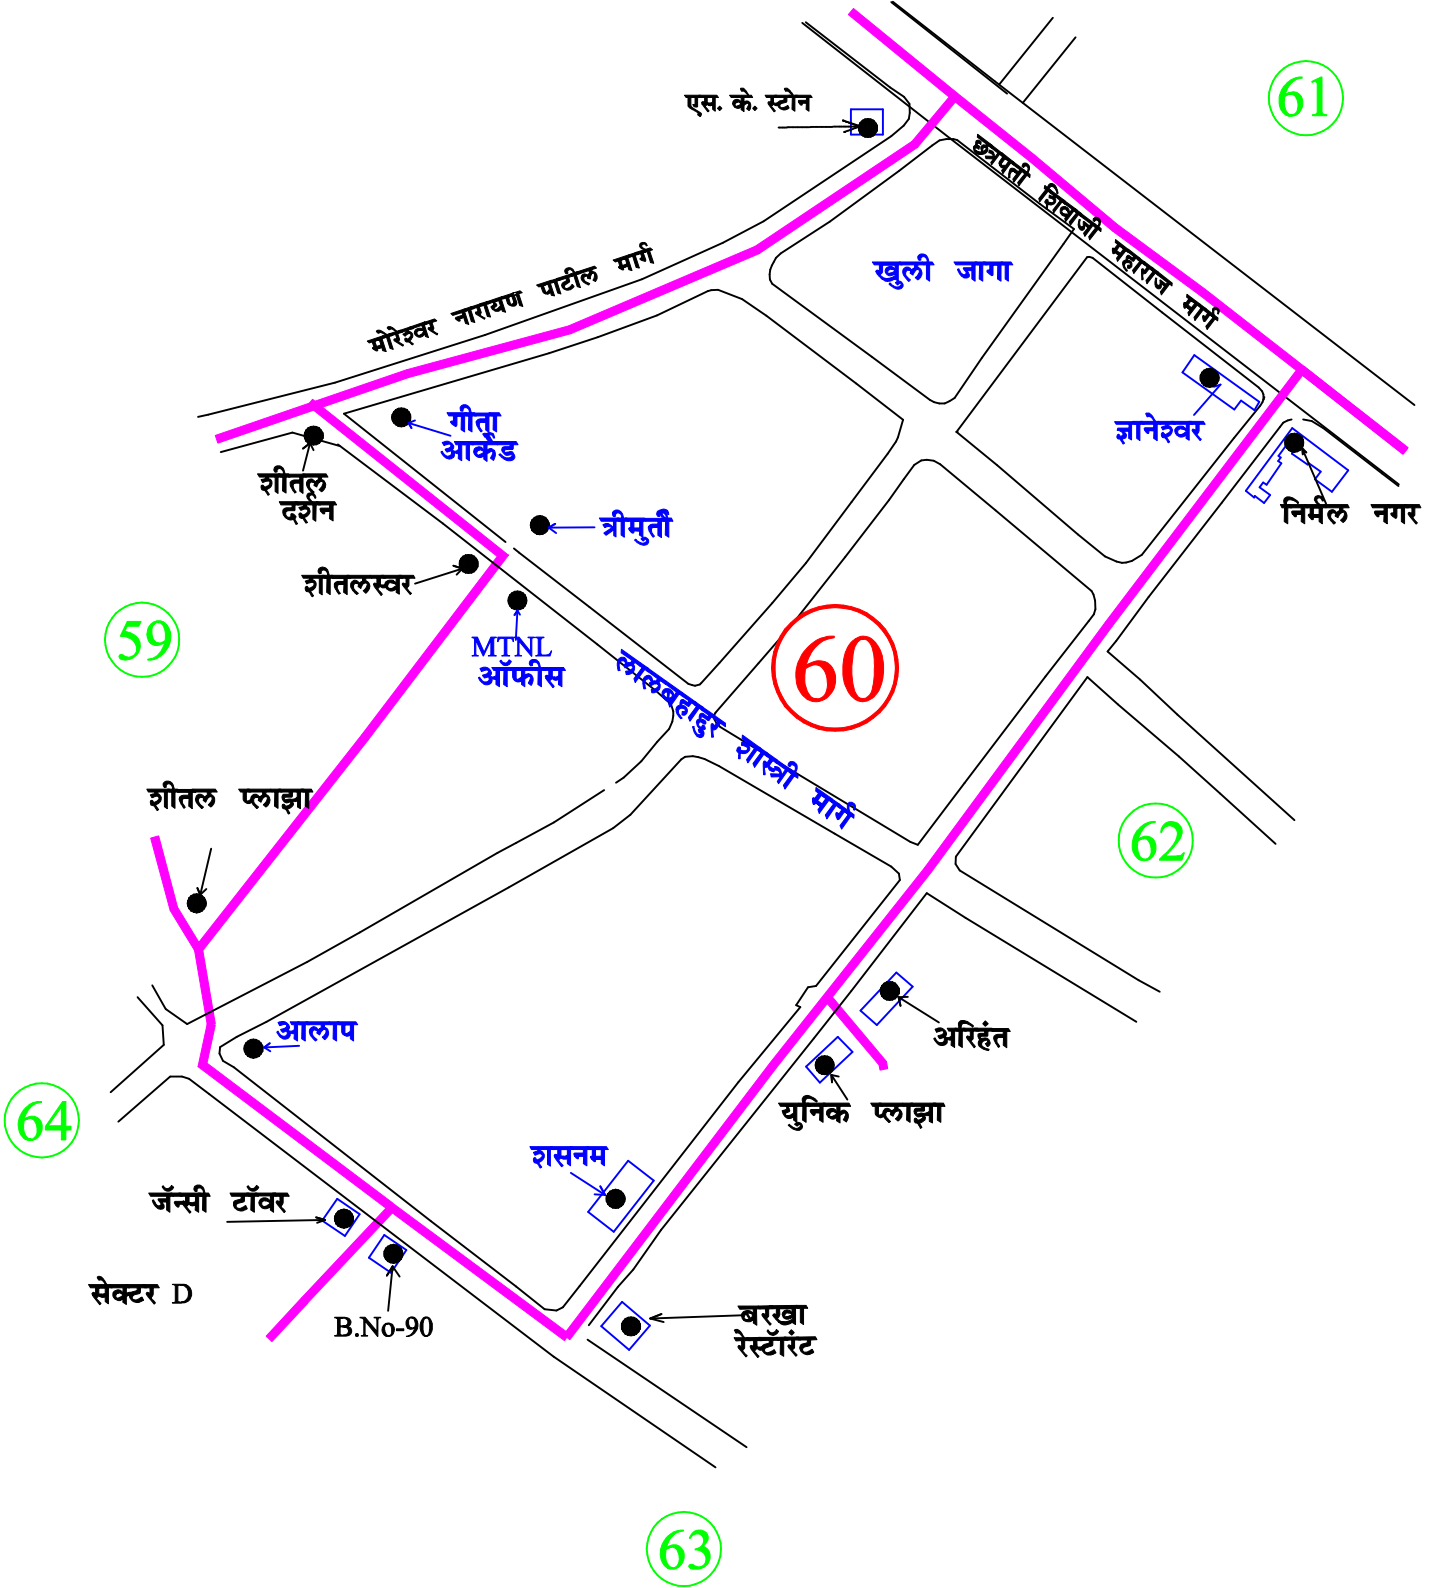 61
एस. के. स्टोन
छत्रपती शिवाजी महाराज मार्ग
खुली जागा
मोरेश्वर नारायण पाटील मार्ग
गीता
आर्केड
ज्ञानेश्वर
शीतल
दर्शन
निर्मल नगर
त्रीमुर्ती
शीतलस्वर
59
MTNL
ऑफीस
60
लालबहादुर शास्त्री मार्ग
शीतल प्लाझा
62
आलाप
अरिहंत
64
युनिक प्लाझा
शसनम
जॅन्सी टॉवर
सेक्टर D
B.No-90
बरखा
रेस्टॉरंट
63